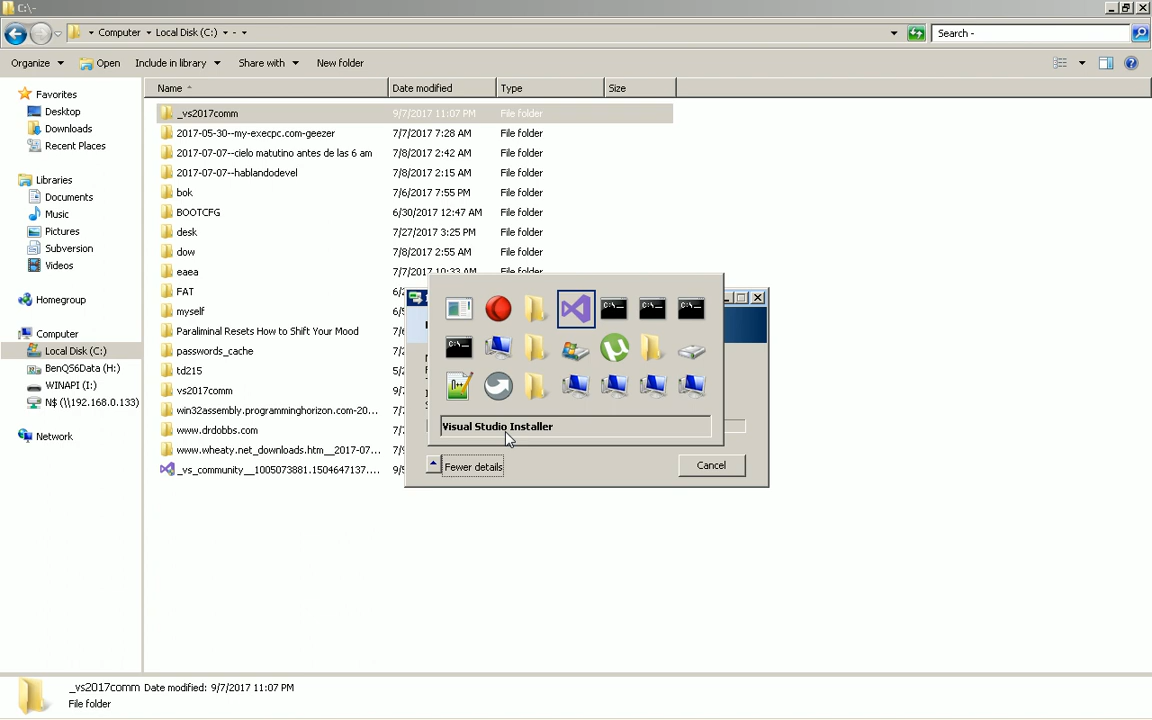 C:\-
Computer Local Disk (C:) -
Search -
Organize Open Include in library Share with New folder
Name Date modified Type Size
Favorites
Desktop
Downloads
Recent Places
Libraries
Documents
Music
Pictures
Subversion
Videos
Homegroup
Computer
Local Disk (C:)
BenQS6Data (H:)
WINAPI (I:)
N$ (\\192.168.0.133)
Network
_vs2017comm 9/7/2017 11:07 PM File folder
2017-05-30--my-execpc.com-geezer 7/7/2017 7:28 AM File folder
2017-07-07--cielo matutino antes de las 6 am 7/8/2017 2:42 AM File folder
2017-07-07--hablandodevel 7/8/2017 2:15 AM File folder
bok 7/6/2017 7:55 PM File folder
BOOTCFG 6/30/2017 12:47 AM File folder
desk 7/27/2017 3:25 PM File folder
dow 7/8/2017 2:55 AM File folder
eaea 7/7/2017 10:33 AM File folder
FAT
myself
Paraliminal Resets How to Shift Your Mood
passwords_cache
td215
vs2017comm
win32assembly.programminghorizon.com-20...
www.drdobbs.com
www.wheaty.net_downloads.htm__2017-07...
_vs_community__1005073881.1504647137....
Visual Studio Installer
Fewer details Cancel
_vs2017comm Date modified: 9/7/2017 11:07 PM
File folder